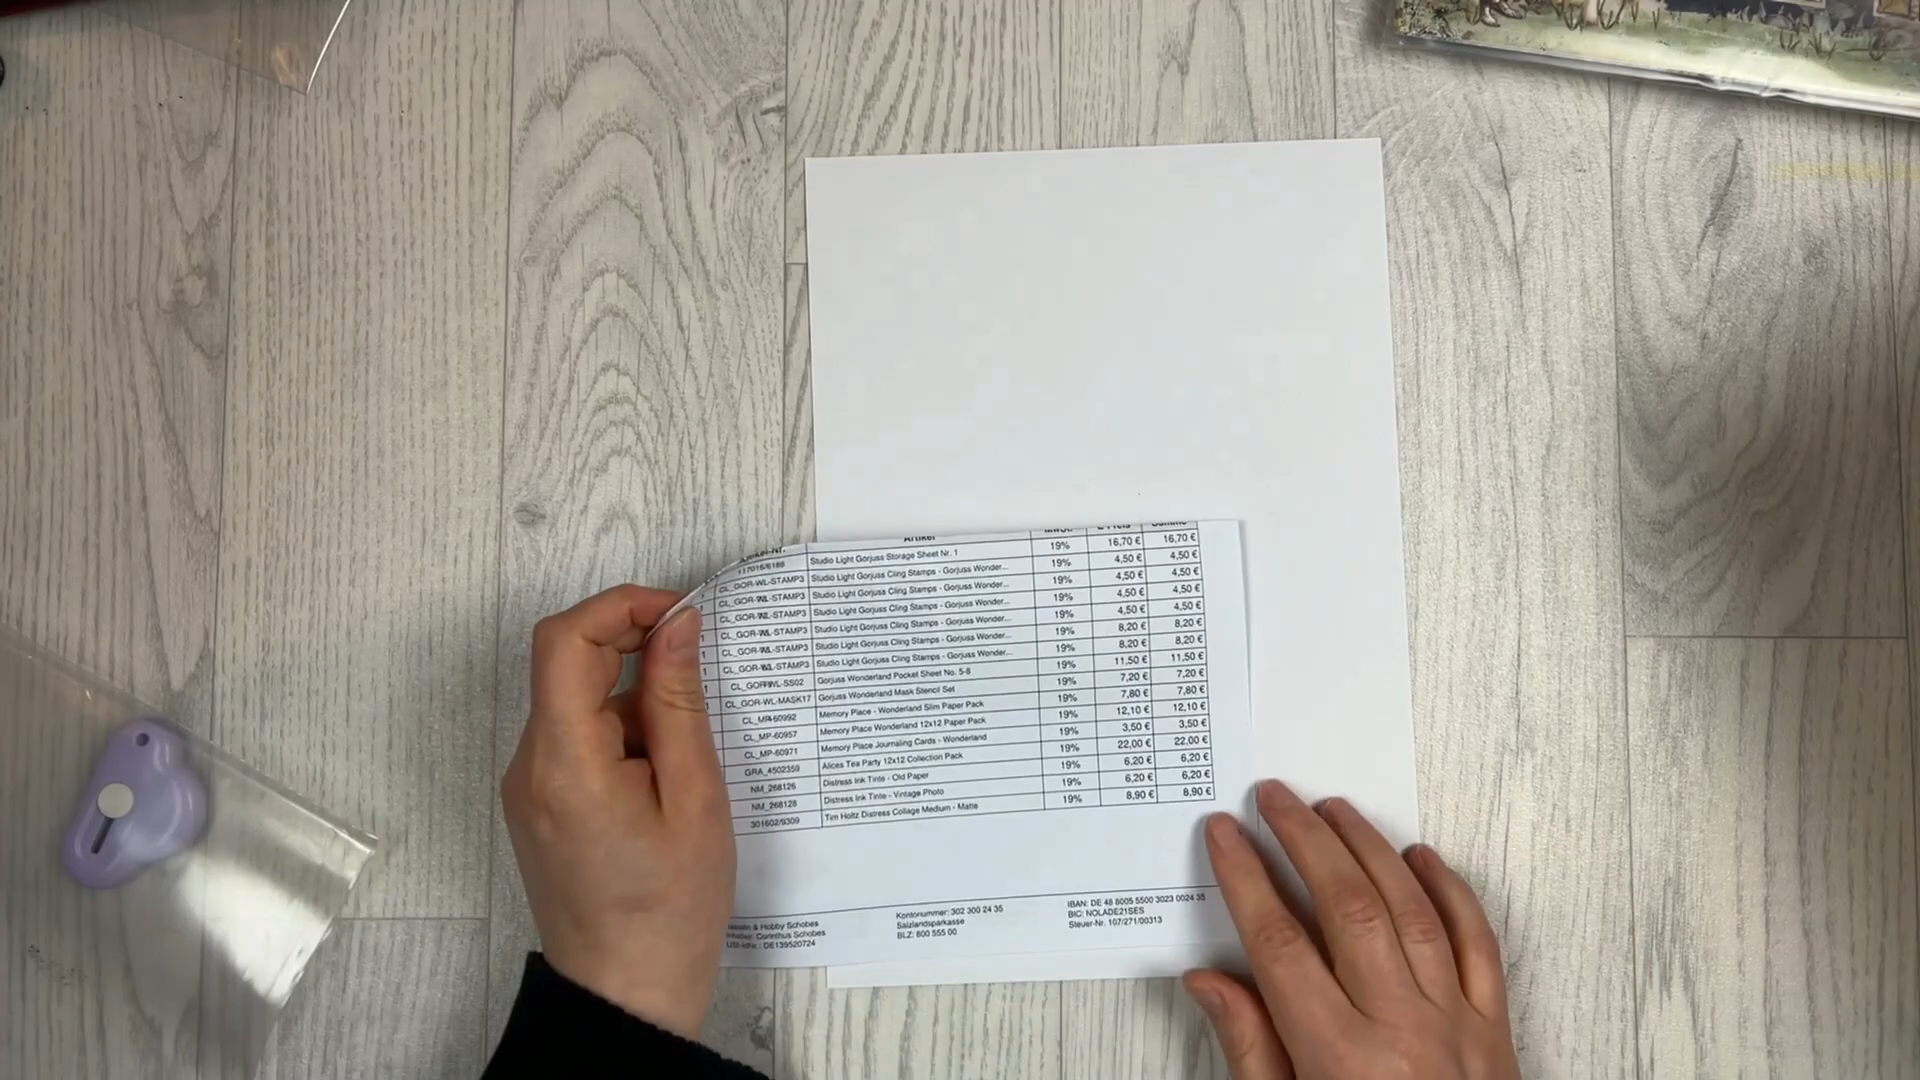 Artikel-Nr. Artikel MwSt. E-Preis Summe
Studio Light Gorjuss Storage Sheet Nr. 1 19% 16,70 € 16,70 €
CL_GOR-WL-STAMP3 Studio Light Gorjuss Cling Stamps - Gorjuss Wonder... 19% 4,50 € 4,50 €
CL_GOR-WL-STAMP3 Studio Light Gorjuss Cling Stamps - Gorjuss Wonder... 19% 4,50 € 4,50 €
CL_GOR-WL-STAMP3 Studio Light Gorjuss Cling Stamps - Gorjuss Wonder... 19% 4,50 € 4,50 €
1 CL_GOR-WL-STAMP3 Studio Light Gorjuss Cling Stamps - Gorjuss Wonder... 19% 4,50 € 4,50 €
1 CL_GOR-WL-STAMP3 Studio Light Gorjuss Cling Stamps - Gorjuss Wonder... 19% 8,20 € 8,20 €
1 CL_GOR-WL-STAMP3 Studio Light Gorjuss Cling Stamps - Gorjuss Wonder... 19% 8,20 € 8,20 €
1 CL_GOR-WL-SS02 Gorjuss Wonderland Pocket Sheet No. 5-8 19% 11,50 € 11,50 €
1 CL_GOR-WL-MASK17 Gorjuss Wonderland Mask Stencil Set 19% 7,20 € 7,20 €
CL_MP-60992 Memory Place - Wonderland Slim Paper Pack 19% 7,80 € 7,80 €
CL_MP-60957 Memory Place Wonderland 12x12 Paper Pack 19% 12,10 € 12,10 €
CL_MP-60971 Memory Place Journaling Cards - Wonderland 19% 3,50 € 3,50 €
GRA_4502359 Alices Tea Party 12x12 Collection Pack 19% 22,00 € 22,00 €
NM_268126 Distress Ink Tinte - Old Paper 19% 6,20 € 6,20 €
NM_268128 Distress Ink Tinte - Vintage Photo 19% 6,20 € 6,20 €
301602/9309 Tim Holtz Distress Collage Medium - Matte 19% 8,90 € 8,90 €
& Hobby Schobes Kontonummer: 302 300 24 35 IBAN: DE 48 8005 5500 3023 0024 35
Corinthus Schobes Salzlandsparkasse BIC: NOLADE21SES
USt-IdNr.: DE139520724 BLZ: 800 555 00 Steuer-Nr. 107/271/00313